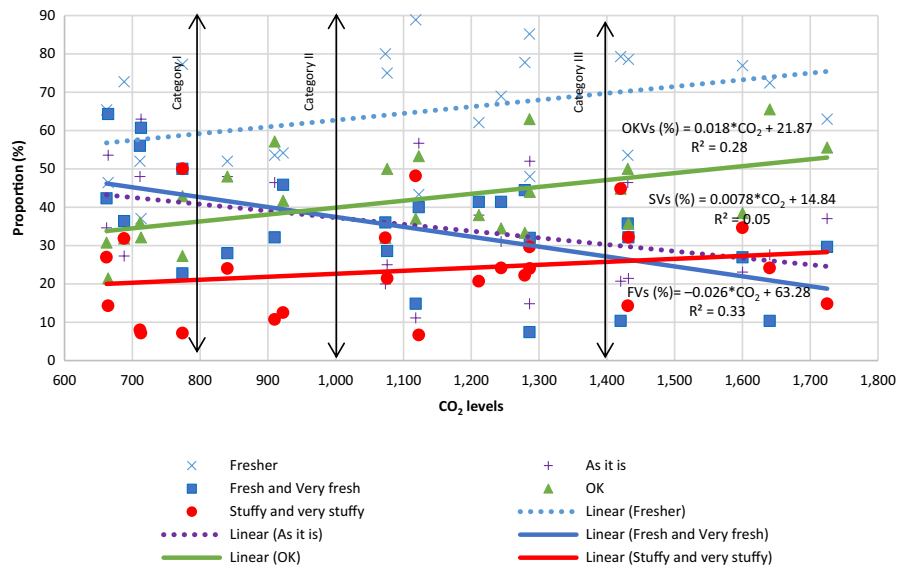 90
80
70
60
50
40
30
20
10
0
Proportion (%)
Category I
Category II
Category III
OKVs (%) = 0.018*CO₂ + 21.87
R² = 0.28
SVs (%) = 0.0078*CO₂ + 14.84
R² = 0.05
FVs (%)= –0.026*CO₂ + 63.28
R² = 0.33
600 700 800 900 1,000 1,100 1,200 1,300 1,400 1,500 1,600 1,700 1,800
CO₂ levels
Fresher As it is
Fresh and Very fresh OK
Stuffy and very stuffy Linear (Fresher)
Linear (As it is) Linear (Fresh and Very fresh)
Linear (OK) Linear (Stuffy and very stuffy)